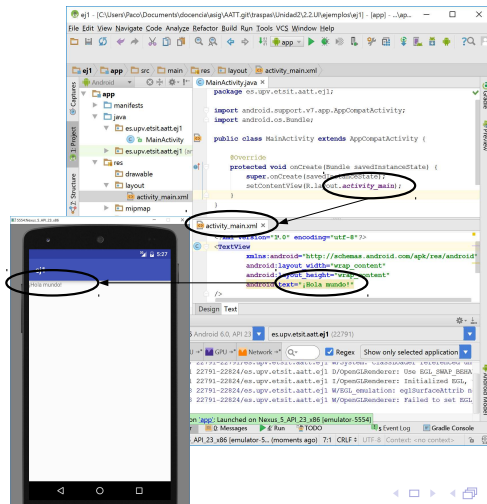 ej1 - [C:\Users\Paco\Documents\docencia\asig\AATT.git\traspas\Unidad2\2.2.UI\ejemplos\ej1] - [app] - ...\ap...
File Edit View Navigate Code Analyze Refactor Build Run Tools VCS Window Help
app
ej1 app src main res layout activity_main.xml
Android
MainActivity.java
activity_main.xml
Captures
1: Project
Z: Structure
Gradle
Preview
Android Model
app
manifests
java
es.upv.etsit.aatt.ej1
MainActivity
es.upv.etsit.aatt.ej1 (ar
res
drawable
layout
activity_main.xml
mipmap
package es.upv.etsit.aatt.ej1;
import android.support.v7.app.AppCompatActivity;
import android.os.Bundle;
public class MainActivity extends AppCompatActivity {
@Override
protected void onCreate(Bundle savedInstanceState) {
super.onCreate(savedInstanceState);
setContentView(R.layout.activity_main);
}
}
activity_main.xml
<?xml version="1.0" encoding="utf-8"?>
<TextView
xmlns:android="http://schemas.android.com/apk/res/android"
android:layout_width="wrap_content"
android:layout_height="wrap_content"
android:text="¡Hola mundo!"
/>
Design Text
5:27
ej1
¡Hola mundo!
Android 6.0, API 23 es.upv.etsit.aatt.ej1 (22791)
GPU Network Regex Show only selected application
22791-22824/es.upv.etsit.aatt.ej1 D/OpenGLRenderer: Use EGL_SWAP_BEHA
22791-22824/es.upv.etsit.aatt.ej1 I/OpenGLRenderer: Initialized EGL,
22791-22824/es.upv.etsit.aatt.ej1 W/EGL_emulation: eglSurfaceAttrib n
22791-22824/es.upv.etsit.aatt.ej1 W/OpenGLRenderer: Failed to set EGL
on 'app': Launched on Nexus_5_API_23_x86 [emulator-5554]
0: Messages 4: Run TODO Event Log Gradle Console
_API_23_x86 [emulator-5... (moments ago) 7:1 CRLF UTF-8 Context: <no context>